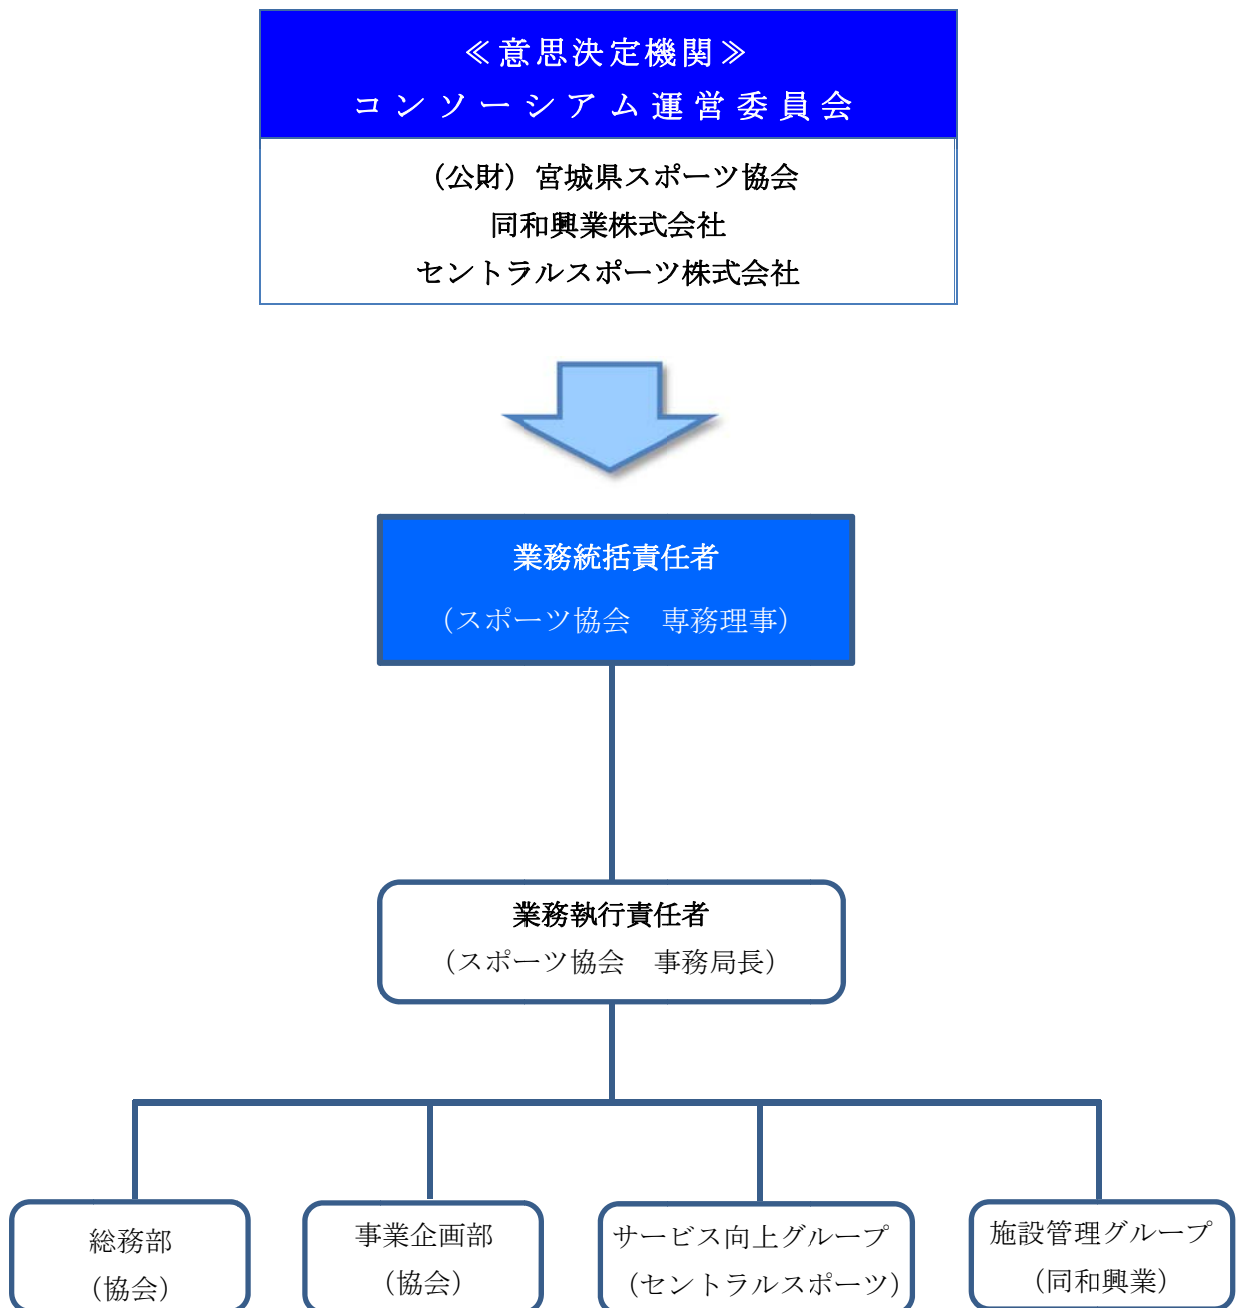 ≪意思決定機関≫
コンソーシアム運営委員会
（公財）宮城県スポーツ協会
同和興業株式会社
セントラルスポーツ株式会社
業務統括責任者
（スポーツ協会　専務理事）
業務執行責任者
（スポーツ協会　事務局長）
総務部
（協会）
事業企画部
（協会）
サービス向上グループ
（セントラルスポーツ）
施設管理グループ
（同和興業）